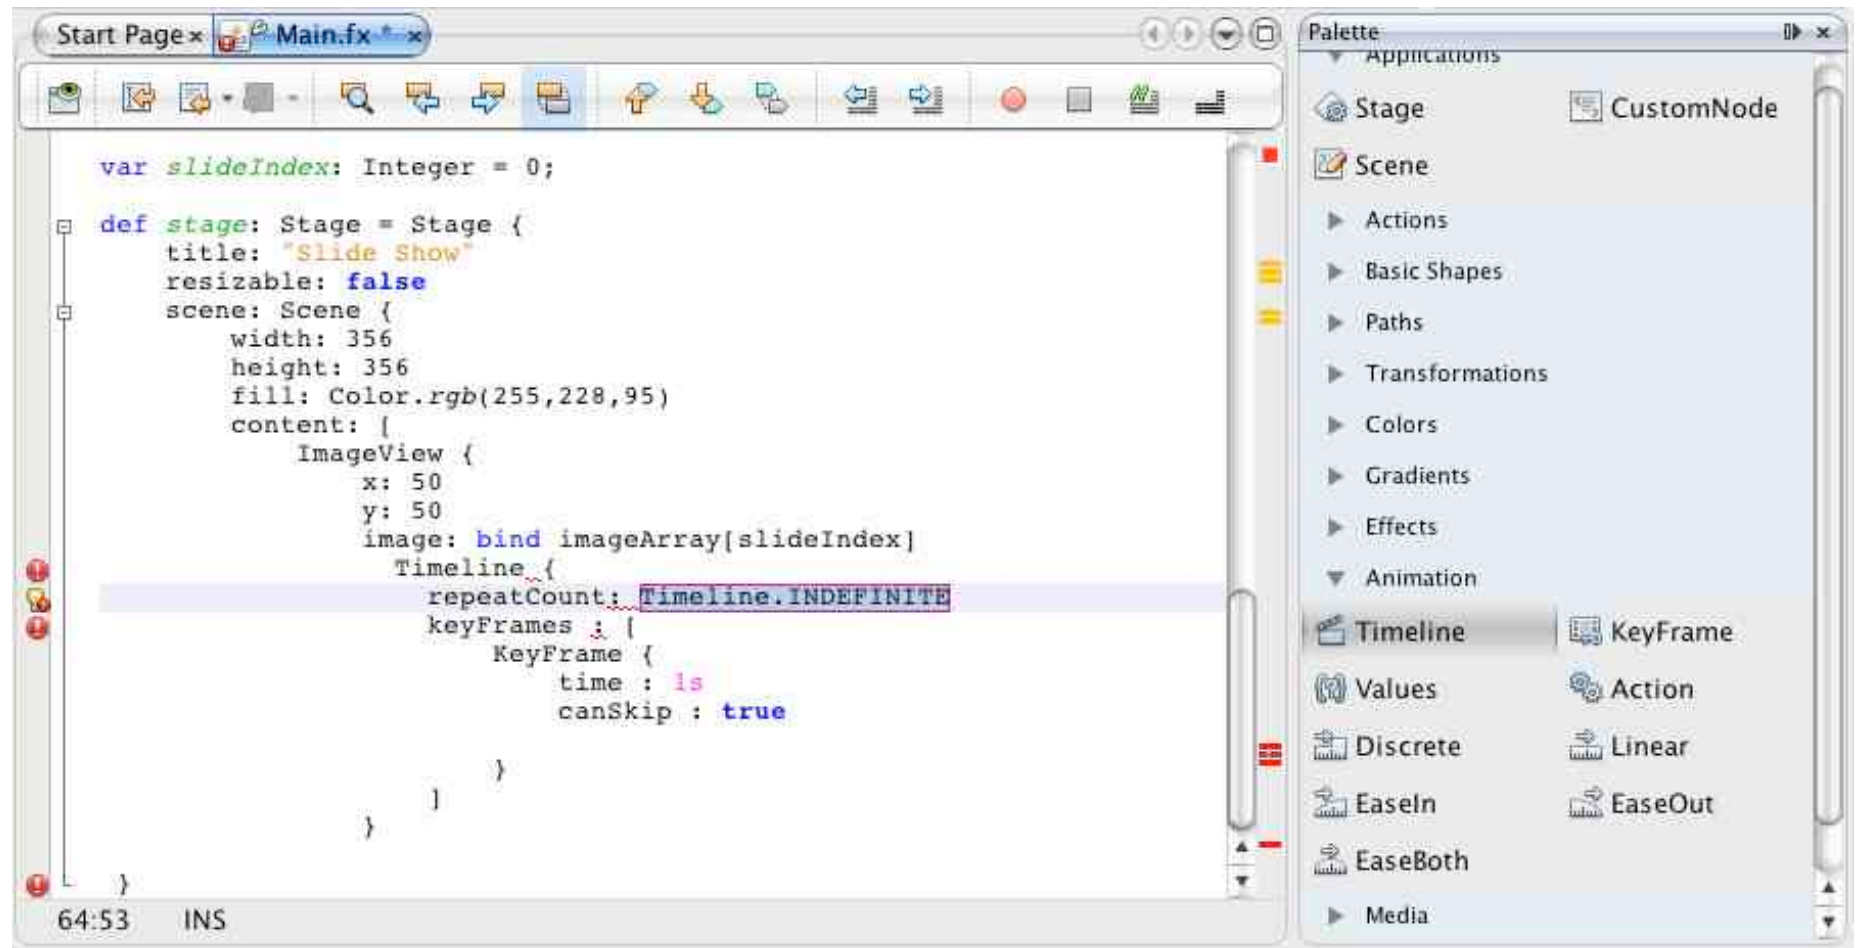 Start Page
Main.fx *
var slideIndex: Integer = 0;
def stage: Stage = Stage {
title: "Slide Show"
resizable: false
scene: Scene {
width: 356
height: 356
fill: Color.rgb(255,228,95)
content: [
ImageView {
x: 50
y: 50
image: bind imageArray[slideIndex]
Timeline {
repeatCount: Timeline.INDEFINITE
keyFrames : [
KeyFrame {
time : 1s
canSkip : true
}
]
}
}
64:53 INS
Palette
Applications
Stage CustomNode
Scene
Actions
Basic Shapes
Paths
Transformations
Colors
Gradients
Effects
Animation
Timeline KeyFrame
Values Action
Discrete Linear
EaseIn EaseOut
EaseBoth
Media